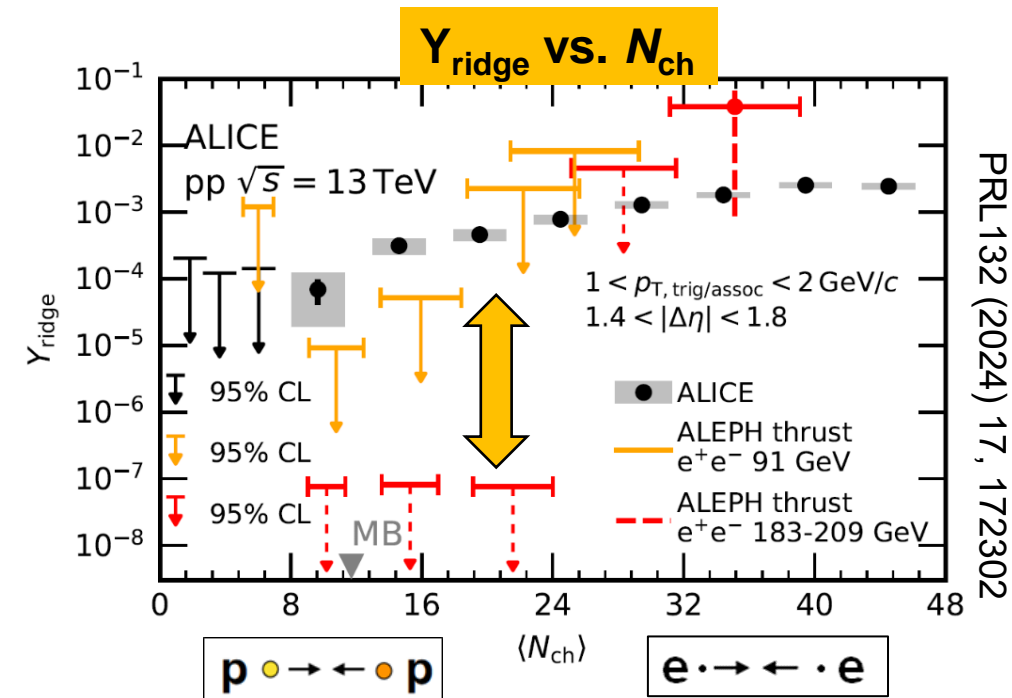 Y_ridge vs. N_ch
10⁻¹
10⁻²
10⁻³
10⁻⁴
10⁻⁵
10⁻⁶
10⁻⁷
10⁻⁸
Y_ridge
ALICE
pp √s = 13 TeV
1 < p_T, trig/assoc < 2 GeV/c
1.4 < |Δη| < 1.8
95% CL
95% CL
95% CL
ALICE
ALEPH thrust
e⁺e⁻ 91 GeV
ALEPH thrust
e⁺e⁻ 183-209 GeV
MB
0 8 16 24 32 40 48
⟨N_ch⟩
p p
e e
PRL132 (2024) 17, 172302